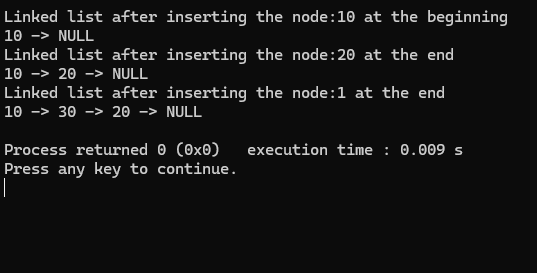 Linked list after inserting the node:10 at the beginning
10 -> NULL
Linked list after inserting the node:20 at the end
10 -> 20 -> NULL
Linked list after inserting the node:1 at the end
10 -> 30 -> 20 -> NULL
Process returned 0 (0x0)   execution time : 0.009 s
Press any key to continue.